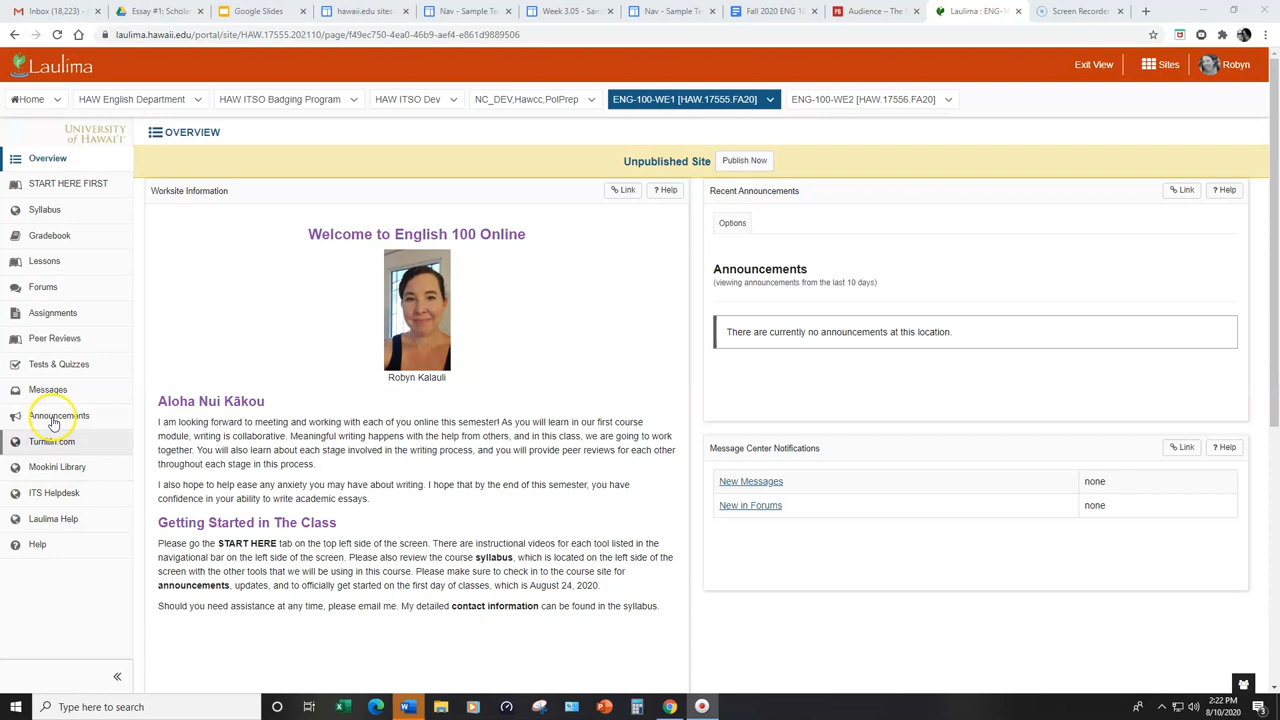 Inbox (18,223)
Essay #1: Schole
Google Slides
hawaii.edu sites
Nav - Sample Te
Week 3.05 - Sam
Nav - Sample Te
Fall 2020 ENG 10
Audience – The
Laulima : ENG-10
Screen Recorder
laulima.hawaii.edu/portal/site/HAW.17555.202110/page/f49ec750-4ea0-46b9-aef4-e861d9889506
Laulima
Exit View
Sites
Robyn
Home
HAW English Department
HAW ITSO Badging Program
HAW ITSO Dev
NC_DEV,Hawcc,PolPrep
ENG-100-WE1 [HAW.17555.FA20]
ENG-100-WE2 [HAW.17556.FA20]
UNIVERSITY
of HAWAIʻI
OVERVIEW
Unpublished Site
Publish Now
Overview
START HERE FIRST
Syllabus
Gradebook
Lessons
Forums
Assignments
Peer Reviews
Tests & Quizzes
Messages
Announcements
Turnitin.com
Mookini Library
ITS Helpdesk
Laulima Help
Help
Worksite Information
Link
? Help
Welcome to English 100 Online
Robyn Kalauli
Aloha Nui Kākou
I am looking forward to meeting and working with each of you online this semester! As you will learn in our first course
module, writing is collaborative. Meaningful writing happens with the help from others, and in this class, we are going to work
together. You will also learn about each stage involved in the writing process, and you will provide peer reviews for each other
throughout each stage in this process.
I also hope to help ease any anxiety you may have about writing. I hope that by the end of this semester, you have
confidence in your ability to write academic essays.
Getting Started in The Class
Please go the START HERE tab on the top left side of the screen. There are instructional videos for each tool listed in the
navigational bar on the left side of the screen. Please also review the course syllabus, which is located on the left side of the
screen with the other tools that we will be using in this course. Please make sure to check in to the course site for
announcements, updates, and to officially get started on the first day of classes, which is August 24, 2020.
Should you need assistance at any time, please email me. My detailed contact information can be found in the syllabus.
Recent Announcements
Link
? Help
Options
Announcements
(viewing announcements from the last 10 days)
There are currently no announcements at this location.
Message Center Notifications
Link
? Help
New Messages
none
New in Forums
none
Type here to search
2:22 PM
8/10/2020